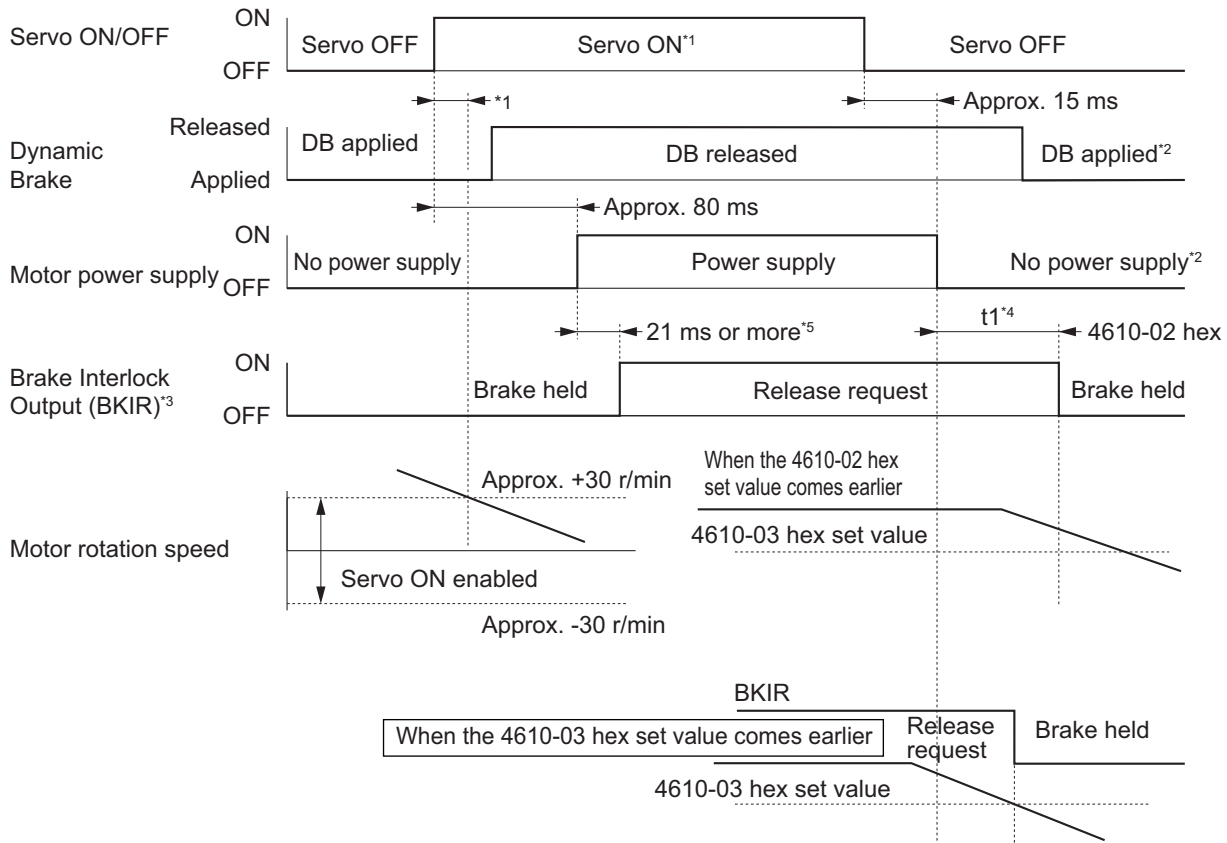 ON
Servo ON/OFF
Servo OFF
Servo ON*1
Servo OFF
OFF
*1
Approx. 15 ms
Released
Dynamic
Brake
DB applied
DB released
DB applied*2
Applied
Approx. 80 ms
ON
Motor power supply
No power supply
Power supply
No power supply*2
OFF
21 ms or more*5
t1*4
4610-02 hex
ON
Brake Interlock
Output (BKIR)*3
Brake held
Release request
Brake held
OFF
When the 4610-02 hex
set value comes earlier
Approx. +30 r/min
4610-03 hex set value
Motor rotation speed
Servo ON enabled
Approx. -30 r/min
BKIR
When the 4610-03 hex set value comes earlier
Release
request
Brake held
4610-03 hex set value